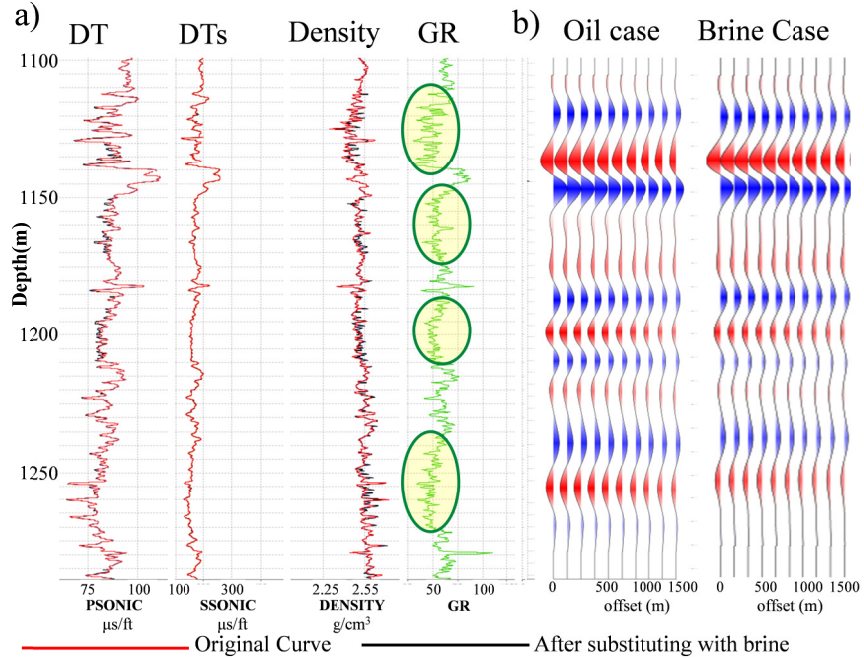 a)
DT DTs Density GR
b)
Oil case Brine Case
1100
1150
1200
1250
Depth(m)
75 100 100 300 2.25 2.55 50 100
PSONIC SSONIC DENSITY GR
μs/ft μs/ft g/cm³
0 500 1000 1500 0 500 1000 1500
offset (m) offset (m)
Original Curve After substituting with brine